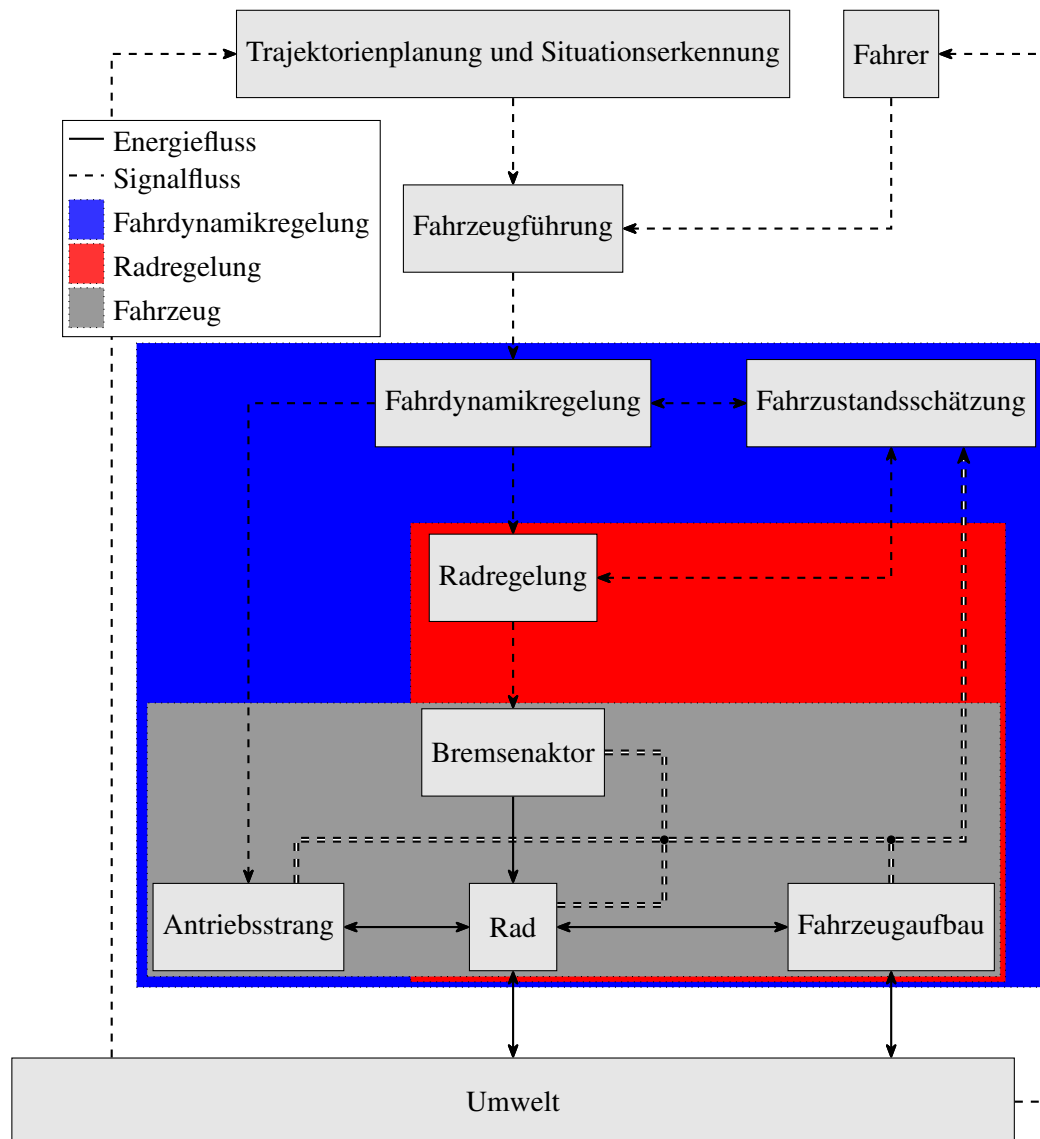 Trajektorienplanung und Situationserkennung
Fahrer
Energiefluss
Signalfluss
Fahrdynamikregelung
Radregelung
Fahrzeug
Fahrzeugführung
Fahrdynamikregelung
Fahrzustandsschätzung
Radregelung
Bremsenaktor
Antriebsstrang
Rad
Fahrzeugaufbau
Umwelt